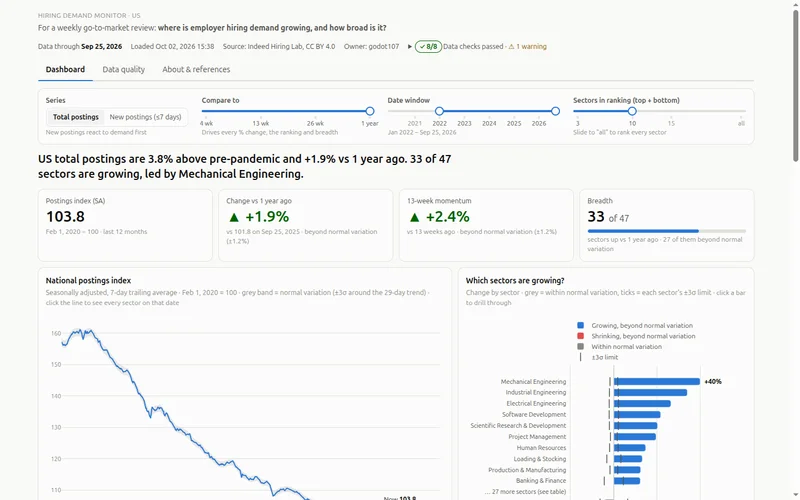 HIRING DEMAND MONITOR · US
For a weekly go-to-market review: where is employer hiring demand growing, and how broad is it?
Data through Sep 25, 2026 Loaded Oct 02, 2026 15:38 Source: Indeed Hiring Lab, CC BY 4.0 Owner: godot107 ▶ ✓ 8/8 Data checks passed · ⚠ 1 warning
Dashboard Data quality About & references
Series
Total postings New postings (≤7 days)
New postings react to demand first
Compare to
4 wk 13 wk 26 wk 1 year
Drives every % change, the ranking and breadth
Date window
2021 2022 2023 2024 2025 2026
Jan 2022 – Sep 25, 2026
Sectors in ranking (top + bottom)
3 10 15 all
Slide to "all" to rank every sector
US total postings are 3.8% above pre-pandemic and +1.9% vs 1 year ago. 33 of 47
sectors are growing, led by Mechanical Engineering.
Postings index (SA)
103.8
Feb 1, 2020 = 100 · last 12 months
Change vs 1 year ago
▲ +1.9%
vs 101.8 on Sep 25, 2025 · beyond normal variation
(±1.2%)
13-week momentum
▲ +2.4%
vs 13 weeks ago · beyond normal variation (±1.2%)
Breadth
33 of 47
sectors up vs 1 year ago · 27 of them beyond normal
variation
National postings index
Seasonally adjusted, 7-day trailing average · Feb 1, 2020 = 100 · grey band = normal variation (±3σ around the 29-day trend) ·
click the line to see every sector on that date
160
150
140
130
120
110
Now 103.8
Which sectors are growing?
Change by sector · grey = within normal variation, ticks = each sector's ±3σ limit · click a bar
to drill through
Growing, beyond normal variation
Shrinking, beyond normal variation
Within normal variation
±3σ limit
Mechanical Engineering +40%
Industrial Engineering
Electrical Engineering
Software Development
Scientific Research & Development
Project Management
Human Resources
Loading & Stocking
Production & Manufacturing
Banking & Finance
... 27 more sectors (see table)